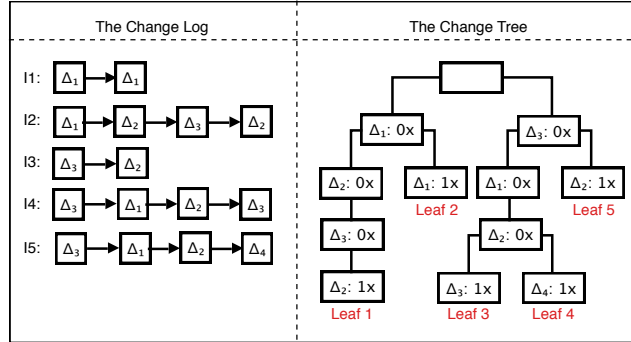 The Change Log
I1: Δ1 Δ1
I2: Δ1 Δ2 Δ3 Δ2
I3: Δ3 Δ2
I4: Δ3 Δ1 Δ2 Δ3
I5: Δ3 Δ1 Δ2 Δ4
The Change Tree
Δ1: 0x Δ3: 0x
Δ2: 0x Δ1: 1x Δ1: 0x Δ2: 1x
Leaf 2 Leaf 5
Δ3: 0x Δ2: 0x
Δ2: 1x Δ3: 1x Δ4: 1x
Leaf 1 Leaf 3 Leaf 4